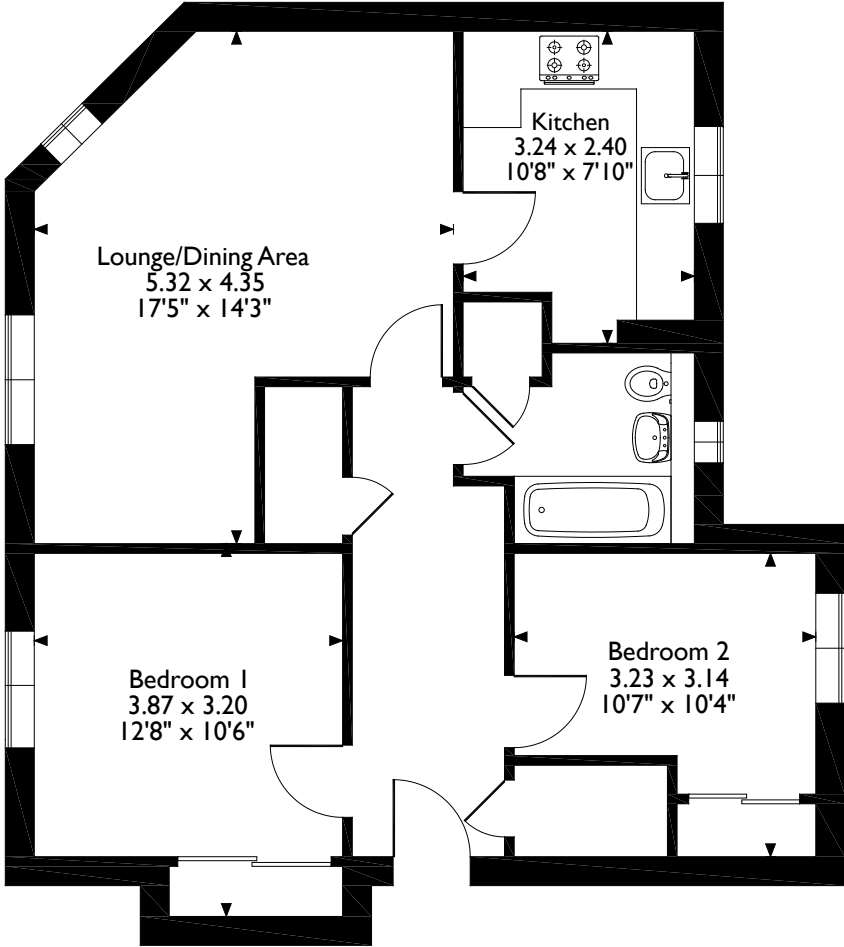 Kitchen
3.24 x 2.40
10'8" x 7'10"
Lounge/Dining Area
5.32 x 4.35
17'5" x 14'3"
Bedroom 1
3.87 x 3.20
12'8" x 10'6"
Bedroom 2
3.23 x 3.14
10'7" x 10'4"